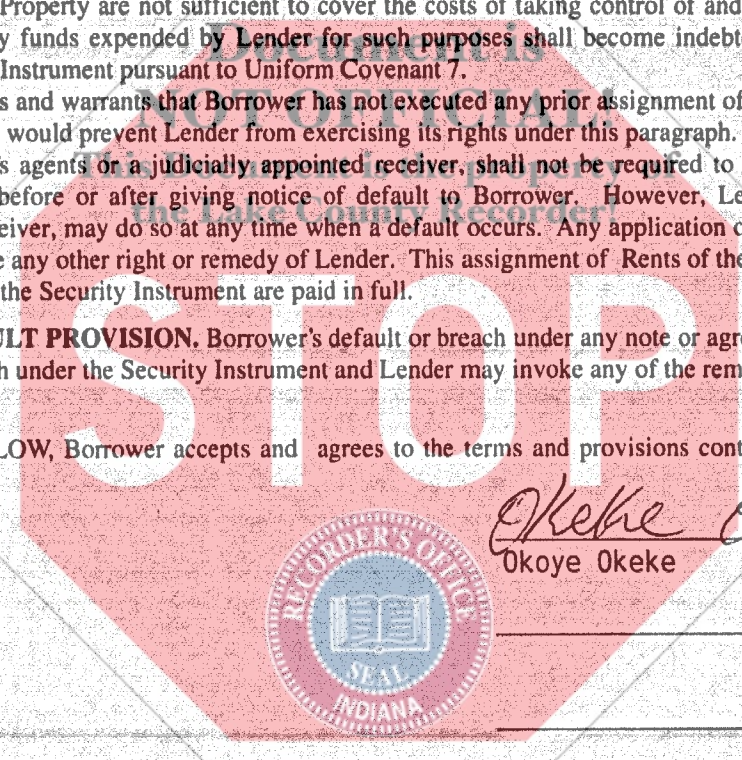 Property are not sufficient to cover the costs of taking control of and
y funds expended by Lender for such purposes shall become indebt
Document is
Instrument pursuant to Uniform Covenant 7.
s and warrants that Borrower has not executed any prior assignment of
NOT OFFICIAL!
would prevent Lender from exercising its rights under this paragraph.
's agents or a judicially appointed receiver, shall not be required to
This Document is the property
before or after giving notice of default to Borrower. However, Le
the Lake County Recorder!
eiver, may do so at any time when a default occurs. Any application o
e any other right or remedy of Lender. This assignment of Rents of the
the Security Instrument are paid in full.
ULT PROVISION. Borrower's default or breach under any note or agre
h under the Security Instrument and Lender may invoke any of the rem
STOP
LOW, Borrower accepts and agrees to the terms and provisions cont
Okeke O
Okoye Okeke
RECORDER'S OFFICE
SEAL
INDIANA